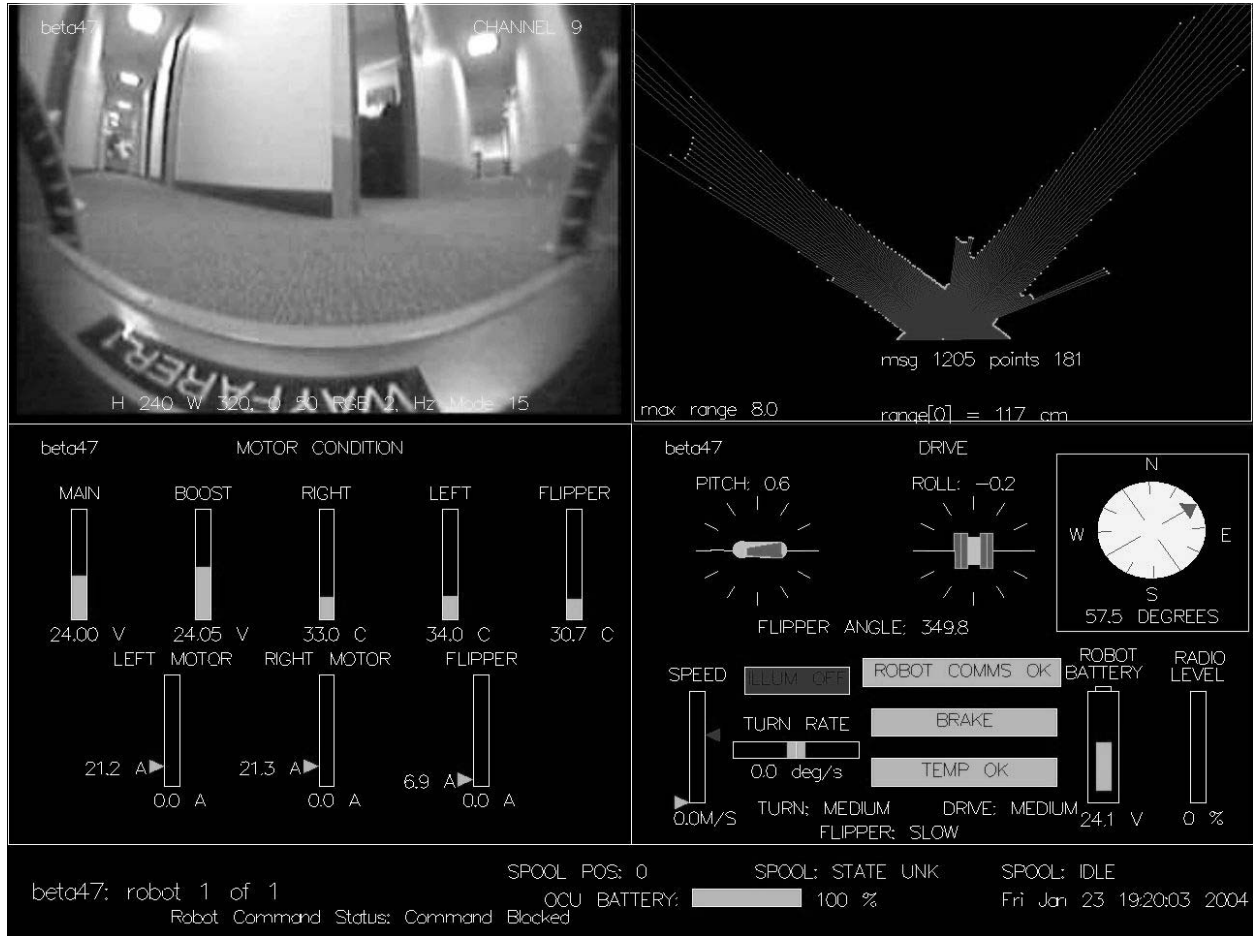 beta47 CHANNEL 9
WAYFARER-1
H 240 W 320, Q 50 RGB 2, Hz Mode 15
msg 1205 points 181
max range 8.0 range[0] = 117 cm
beta47 MOTOR CONDITION
MAIN BOOST RIGHT LEFT FLIPPER
24.00 V 24.05 V 33.0 C 34.0 C 30.7 C
LEFT MOTOR RIGHT MOTOR FLIPPER
21.2 A 21.3 A 6.9 A
0.0 A 0.0 A 0.0 A
beta47 DRIVE
PITCH: 0.6 ROLL: -0.2
N
W E
S
57.5 DEGREES
FLIPPER ANGLE: 349.8
SPEED ILLUM OFF ROBOT COMMS OK ROBOT BATTERY RADIO LEVEL
TURN RATE BRAKE
0.0 deg/s TEMP OK
0.0M/S TURN: MEDIUM DRIVE: MEDIUM 24.1 V 0 %
FLIPPER: SLOW
SPOOL POS: 0 SPOOL: STATE UNK SPOOL: IDLE
beta47: robot 1 of 1 OCU BATTERY: 100 % Fri Jan 23 19:20:03 2004
Robot Command Status: Command Blocked